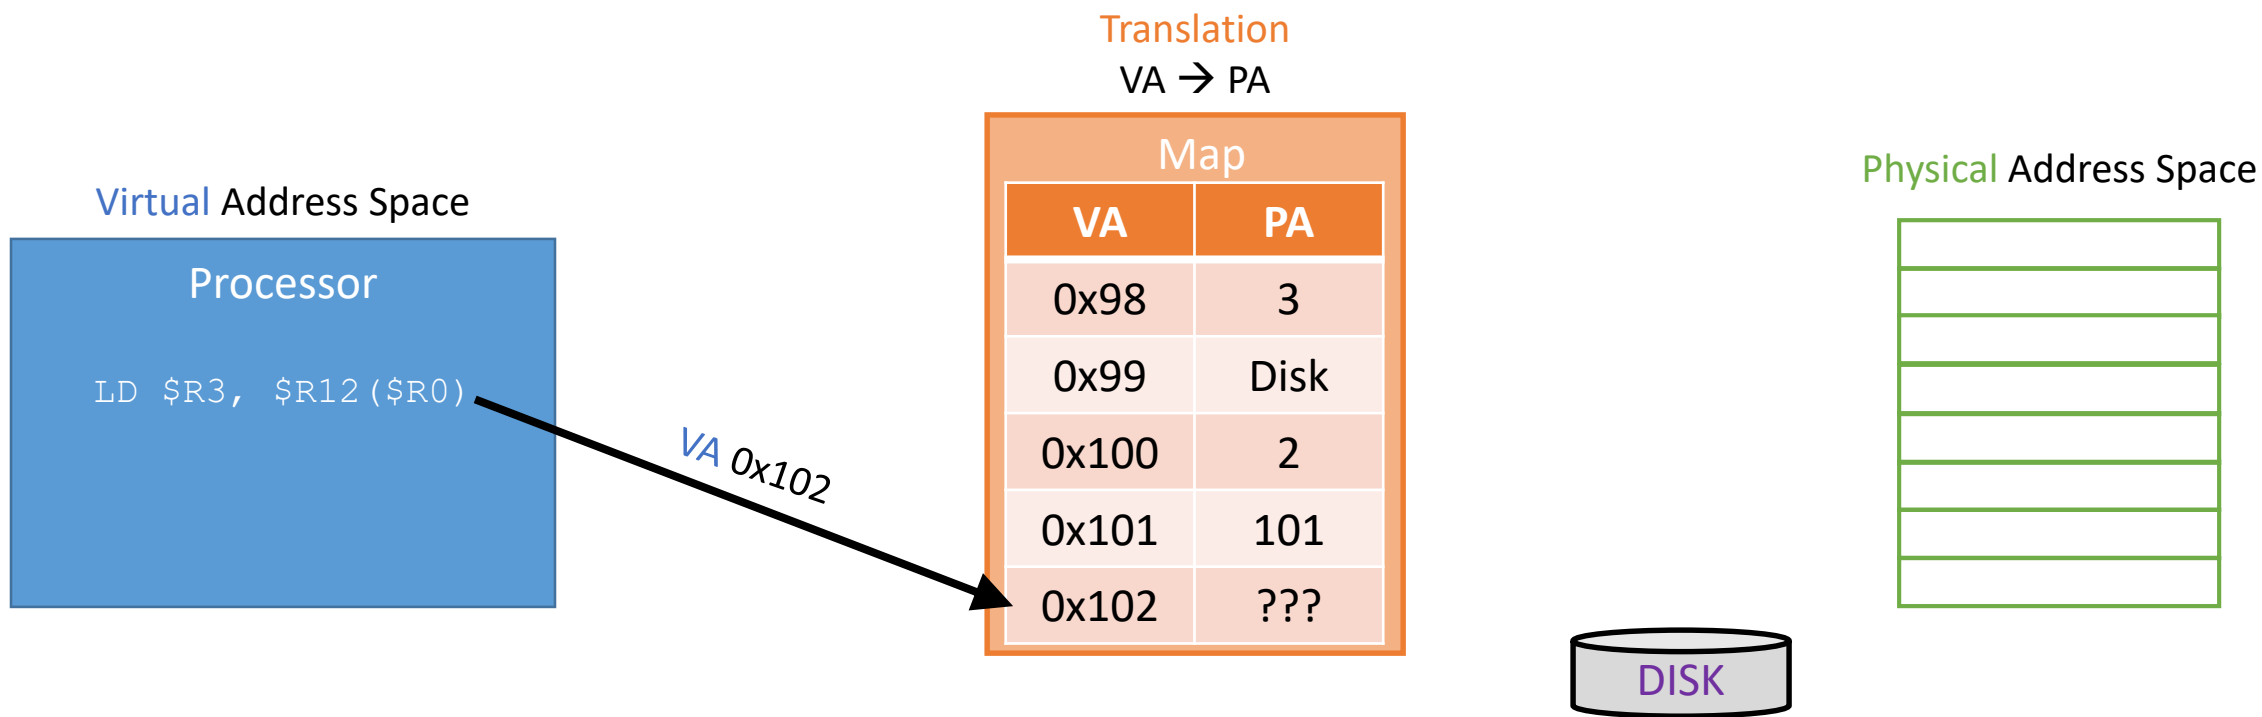 Translation
VA → PA
Virtual Address Space
Processor
LD $R3, $R12($R0)
VA 0x102
Map
VA PA
0x98 3
0x99 Disk
0x100 2
0x101 101
0x102 ???
DISK
Physical Address Space